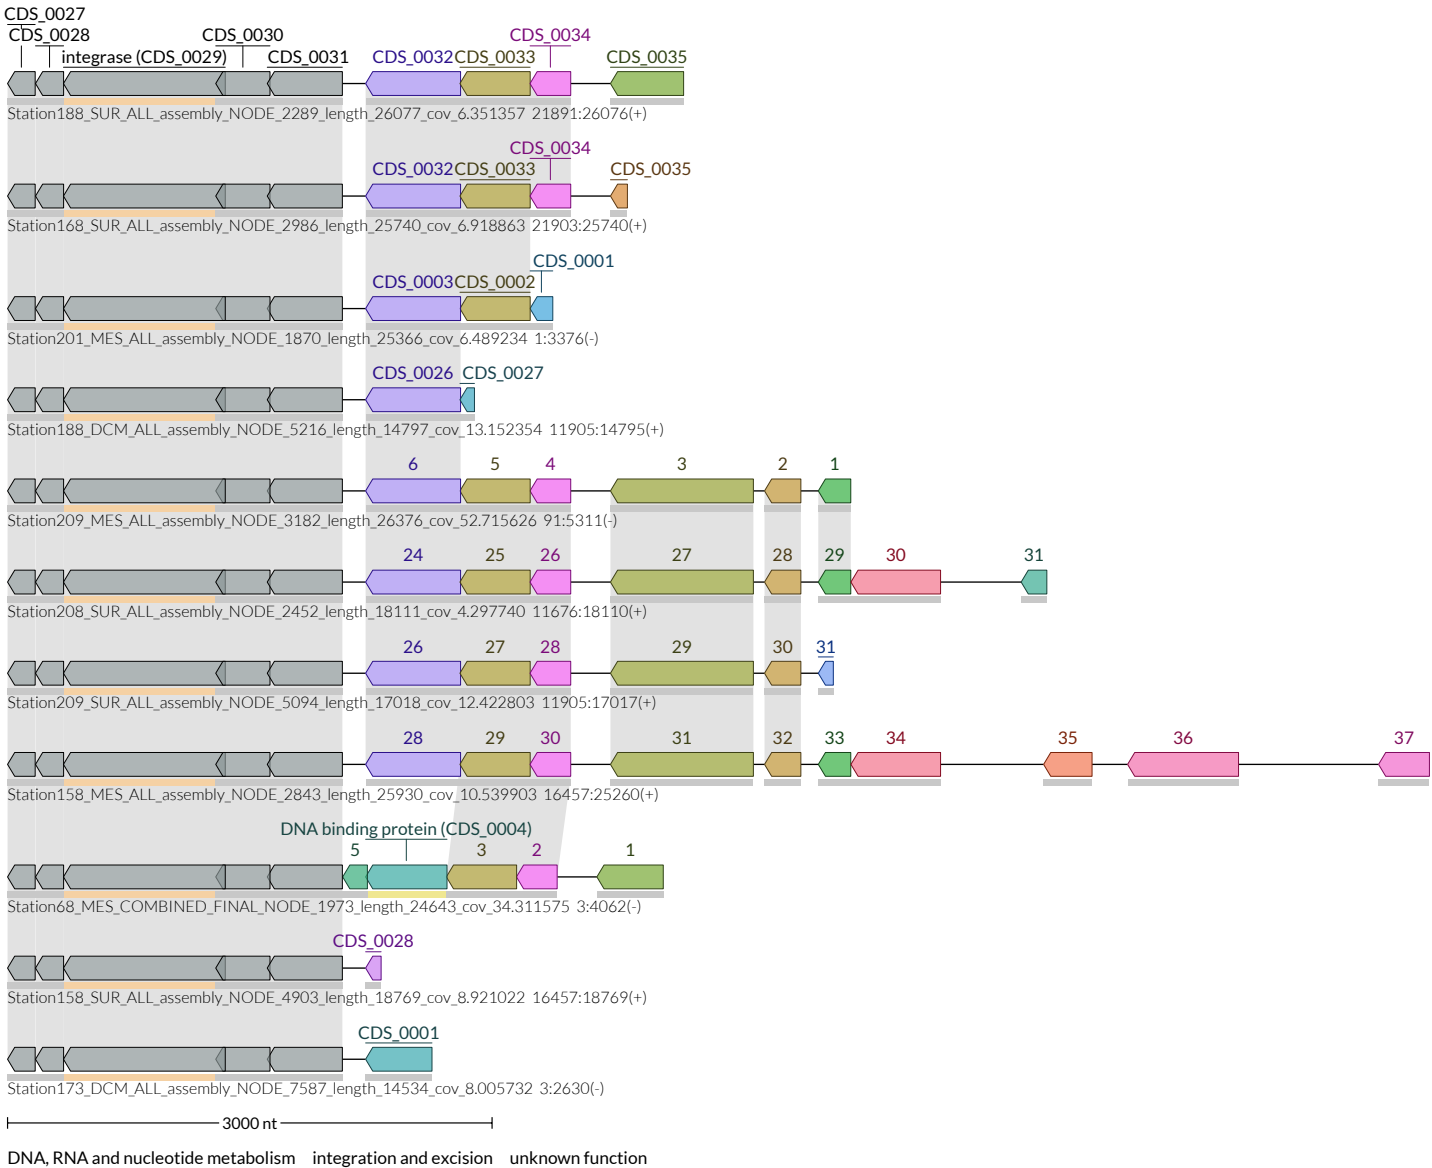 CDS_0027
CDS_0028 CDS_0030 CDS_0034
integrase (CDS_0029) CDS_0031 CDS_0032 CDS_0033 CDS_0035
Station188_SUR_ALL_assembly_NODE_2289_length_26077_cov_6.351357 21891:26076(+)
CDS_0034
CDS_0032 CDS_0033 CDS_0035
Station168_SUR_ALL_assembly_NODE_2986_length_25740_cov_6.918863 21903:25740(+)
CDS_0001
CDS_0003 CDS_0002
Station201_MES_ALL_assembly_NODE_1870_length_25366_cov_6.489234 1:3376(-)
CDS_0026 CDS_0027
Station188_DCM_ALL_assembly_NODE_5216_length_14797_cov_13.152354 11905:14795(+)
6 5 4 3 2 1
Station209_MES_ALL_assembly_NODE_3182_length_26376_cov_52.715626 91:5311(-)
24 25 26 27 28 29 30 31
Station208_SUR_ALL_assembly_NODE_2452_length_18111_cov_4.297740 11676:18110(+)
26 27 28 29 30 31
Station209_SUR_ALL_assembly_NODE_5094_length_17018_cov_12.422803 11905:17017(+)
28 29 30 31 32 33 34 35 36 37
Station158_MES_ALL_assembly_NODE_2843_length_25930_cov_10.539903 16457:25260(+)
DNA binding protein (CDS_0004)
5 3 2 1
Station68_MES_COMBINED_FINAL_NODE_1973_length_24643_cov_34.311575 3:4062(-)
CDS_0028
Station158_SUR_ALL_assembly_NODE_4903_length_18769_cov_8.921022 16457:18769(+)
CDS_0001
Station173_DCM_ALL_assembly_NODE_7587_length_14534_cov_8.005732 3:2630(-)
3000 nt
DNA, RNA and nucleotide metabolism integration and excision unknown function